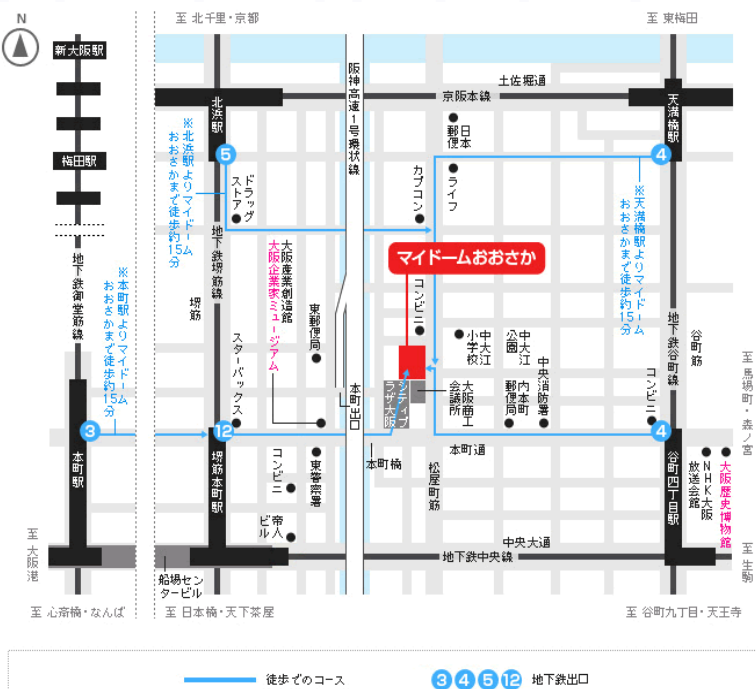 N
至 北千里・京都
至 東梅田
新大阪駅
梅田駅
地下鉄御堂筋線
北浜駅
5
※北浜駅よりマイドーム
おおさかまで徒歩約15分
ドラッグ
ストア
地下鉄堺筋線
堺筋
阪神高速1号環状線
土佐堀通
京阪本線
天満橋駅
4
日本
郵便
ライフ
カプコン
※天満橋駅よりマイドーム
おおさかまで徒歩約15分
マイドームおおさか
コンビニ
大阪産業創造館
大阪企業家ミュージアム
東郵便局
スターバックス
※本町駅よりマイドーム
おおさかまで徒歩約15分
3
本町駅
12
堺筋本町駅
本町出口
シティプ
ラザ大阪
大阪商工
会議所
中大江
小学校
中大江
公園
内本町
郵便局
中央消防署
コンビニ
地下鉄谷町線
谷町筋
至 馬場町・森ノ宮
4
谷町四丁目駅
本町橋
松屋町筋
本町通
NHK大阪
放送会館
大阪歴史博物館
コンビニ
東警察署
帝人
ビル
中央大通
地下鉄中央線
至 大阪港
至 生駒
船場セン
タービル
至 心斎橋・なんば
至 日本橋・天下茶屋
至 谷町九丁目・天王寺
徒歩でのコース
3 4 5 12 地下鉄出口